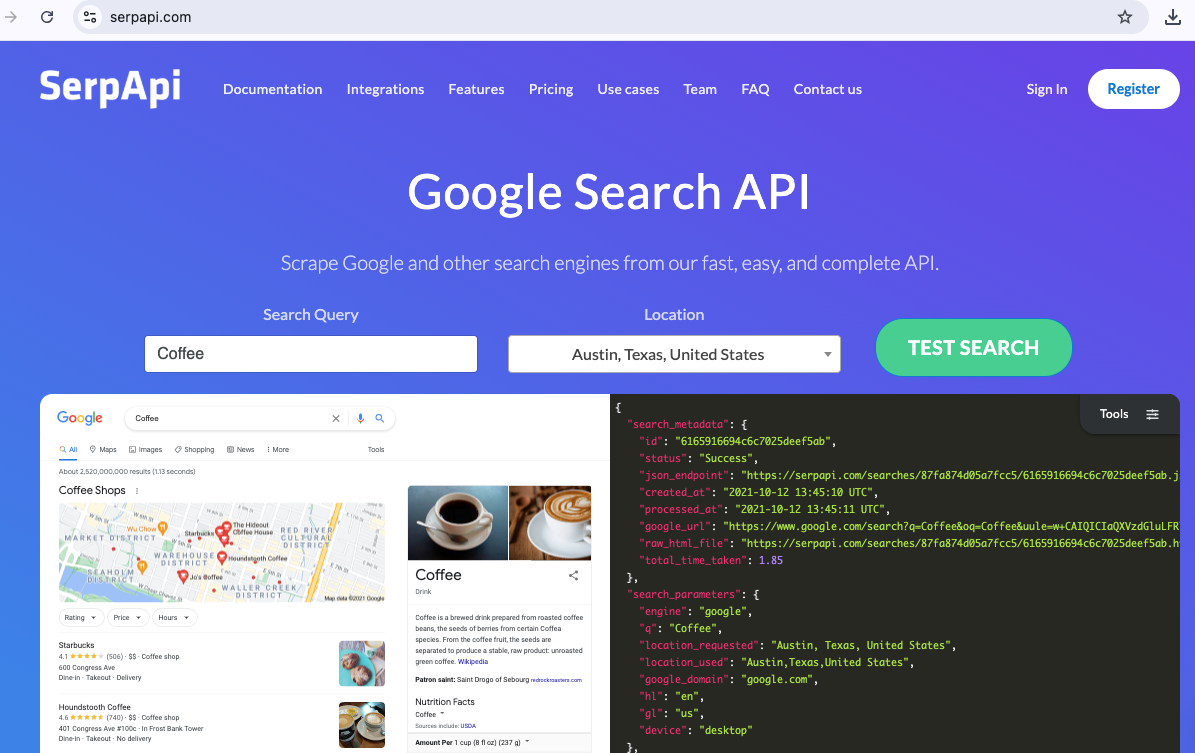 serpapi.com
SerpApi
Documentation Integrations Features Pricing Use cases Team FAQ Contact us Sign In Register
Google Search API
Scrape Google and other search engines from our fast, easy, and complete API.
Search Query
Location
Coffee
Austin, Texas, United States
TEST SEARCH
Google
Coffee
All Maps Images Shopping News More Tools
About 2,520,000,000 results (1.13 seconds)
Coffee Shops
Wu Chow
The Hideout
Coffee House
Starbucks
MARKET DISTRICT
RED RIVER
CULTURAL
DISTRICT
WAREHOUSE
DISTRICT
Houndstooth Coffee
SEAHOLM
DISTRICT
Jo's Coffee
WALLER CREEK
DISTRICT
Map data ©2021 Google
Rating Price Hours
Starbucks
4.1 (506) · $$ · Coffee shop
600 Congress Ave
Dine-in · Takeout · Delivery
Houndstooth Coffee
4.6 (740) · $$ · Coffee shop
401 Congress Ave #100c · In Frost Bank Tower
Dine-in · Takeout · No delivery
Coffee
Drink
Coffee is a brewed drink prepared from roasted coffee
beans, the seeds of berries from certain Coffea
species. From the coffee fruit, the seeds are
separated to produce a stable, raw product: unroasted
green coffee. Wikipedia
Patron saint: Saint Drogo of Sebourg redrockroasters.com
Nutrition Facts
Coffee
Sources include: USDA
Amount Per 1 cup (8 fl oz) (237 g)
Tools
{
"search_metadata": {
"id": "6165916694c6c7025deef5ab",
"status": "Success",
"json_endpoint": "https://serpapi.com/searches/87fa874d05a7fcc5/6165916694c6c7025deef5ab.j
"created_at": "2021-10-12 13:45:10 UTC",
"processed_at": "2021-10-12 13:45:11 UTC",
"google_url": "https://www.google.com/search?q=Coffee&oq=Coffee&uule=w+CAIQICIaQXVzdGluLFR
"raw_html_file": "https://serpapi.com/searches/87fa874d05a7fcc5/6165916694c6c7025deef5ab.h
"total_time_taken": 1.85
},
"search_parameters": {
"engine": "google",
"q": "Coffee",
"location_requested": "Austin, Texas, United States",
"location_used": "Austin,Texas,United States",
"google_domain": "google.com",
"hl": "en",
"gl": "us",
"device": "desktop"
},